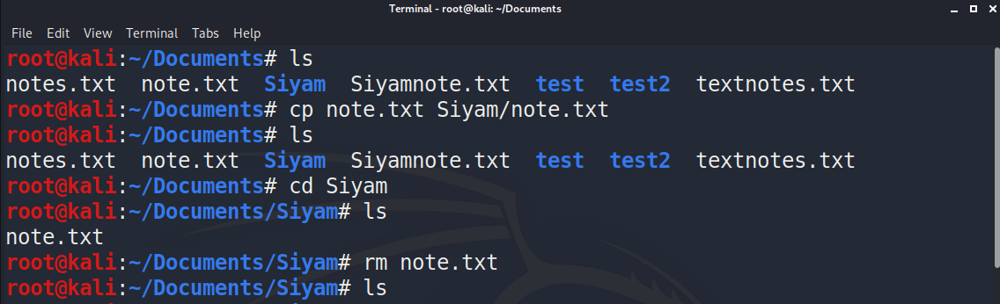 Terminal - root@kali: ~/Documents
File Edit View Terminal Tabs Help
root@kali:~/Documents# ls
notes.txt note.txt Siyam Siyamnote.txt test test2 textnotes.txt
root@kali:~/Documents# cp note.txt Siyam/note.txt
root@kali:~/Documents# ls
notes.txt note.txt Siyam Siyamnote.txt test test2 textnotes.txt
root@kali:~/Documents# cd Siyam
root@kali:~/Documents/Siyam# ls
note.txt
root@kali:~/Documents/Siyam# rm note.txt
root@kali:~/Documents/Siyam# ls